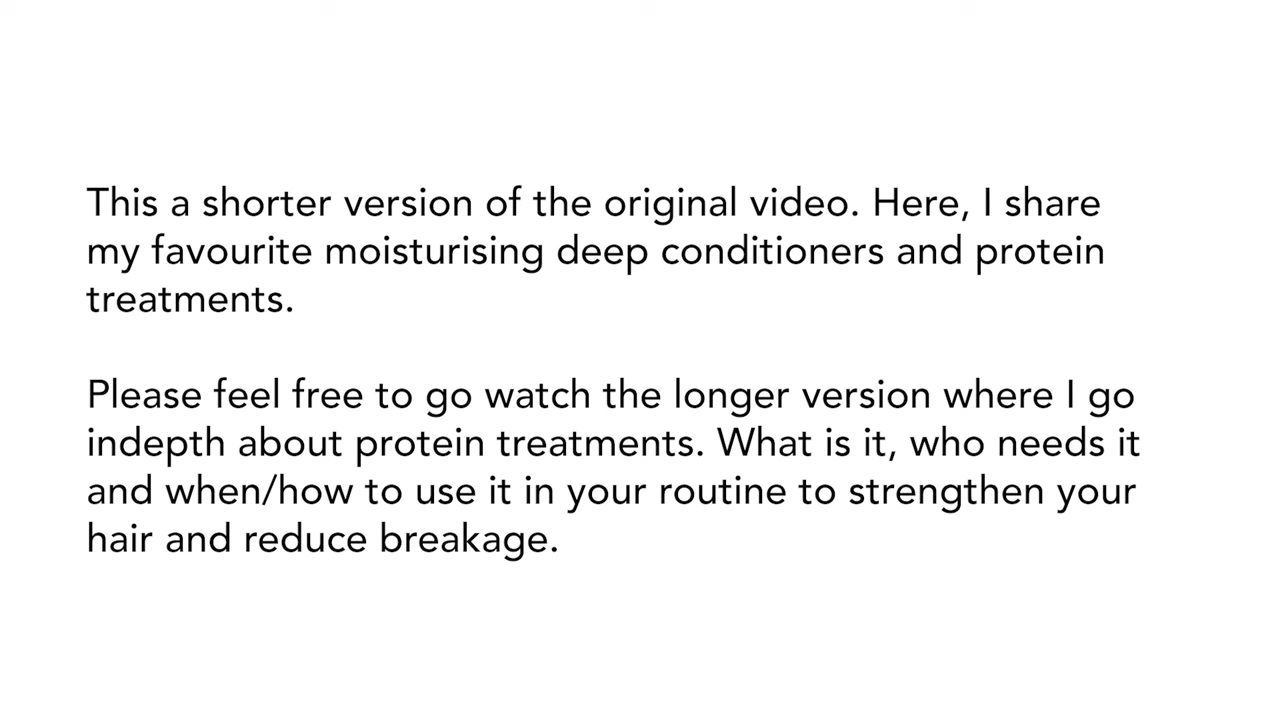 This a shorter version of the original video. Here, I share
my favourite moisturising deep conditioners and protein
treatments.
Please feel free to go watch the longer version where I go
indepth about protein treatments. What is it, who needs it
and when/how to use it in your routine to strengthen your
hair and reduce breakage.